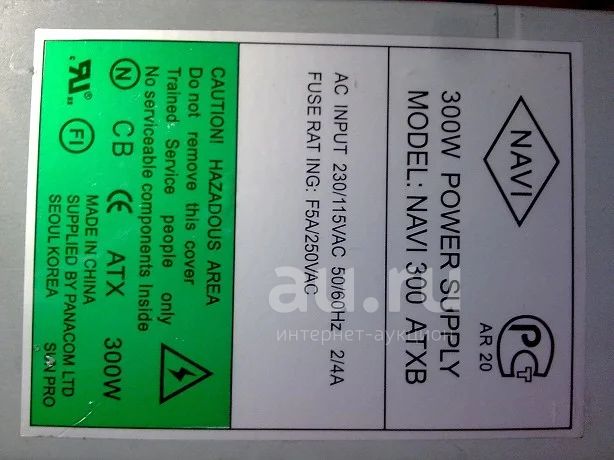 NAVI
300W POWER SUPPLY
MODEL: NAVI 300 ATXB
PCT
AR 20
AC INPUT 230/115VAC 50/60Hz 2/4A
FUSE RAT ING: F5A/250VAC
CAUTION! HAZADOUS AREA
Do not remove this cover
Trained Service people only
No serviceable components Inside
N CB CE ATX 300W
FI
MADE IN CHINA
SUPPLIED BY PANACOM LTD
SEOUL KOREA
SUN PRO
au.ru
интернет-аукцион